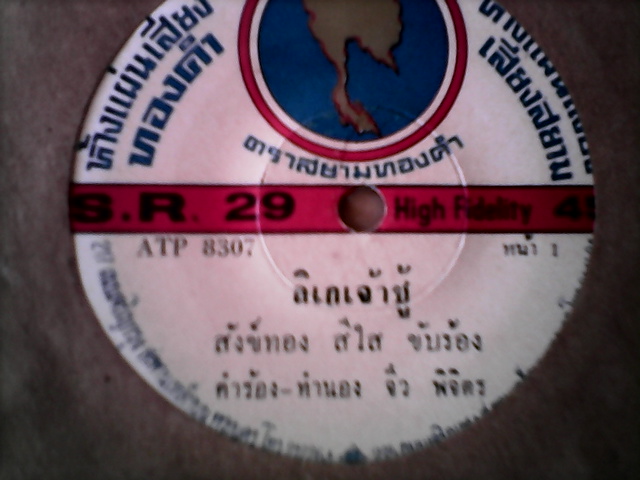 ห้างแผ่นเสียง
ทองคำ
เสียงสยาม
ตราสยามทองคำ
S.R. 29 High Fidelity 45
ATP 8307 หน้า 1
ลิเกเจ้าชู้
สังข์ทอง สีใส ขับร้อง
คำร้อง-ทำนอง จิ๋ว พิจิตร